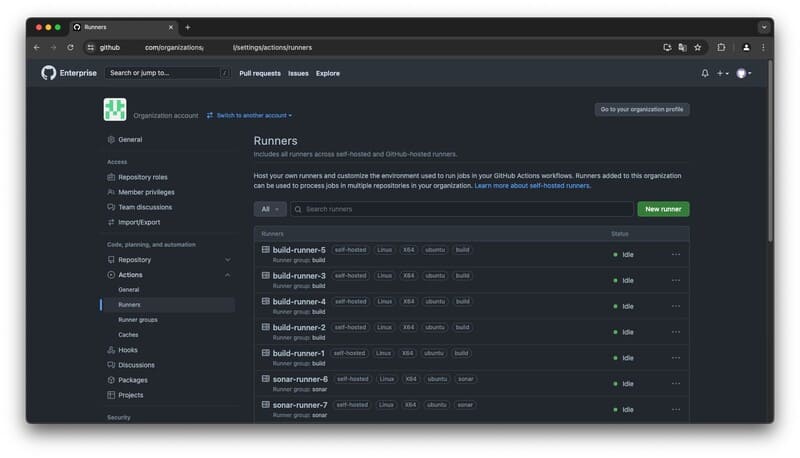 Runners
github com/organizations l/settings/actions/runners
Enterprise Search or jump to... / Pull requests Issues Explore
Organization account Switch to another account
Go to your organization profile
General
Access
Repository roles
Member privileges
Team discussions
Import/Export
Code, planning, and automation
Repository
Actions
General
Runners
Runner groups
Caches
Hooks
Discussions
Packages
Projects
Security
Runners
Includes all runners across self-hosted and GitHub-hosted runners.
Host your own runners and customize the environment used to run jobs in your GitHub Actions workflows. Runners added to this organization
can be used to process jobs in multiple repositories in your organization. Learn more about self-hosted runners.
All Search runners New runner
Runners Status
build-runner-5 self-hosted Linux X64 ubuntu build Idle
Runner group: build
build-runner-3 self-hosted Linux X64 ubuntu build Idle
Runner group: build
build-runner-4 self-hosted Linux X64 ubuntu build Idle
Runner group: build
build-runner-2 self-hosted Linux X64 ubuntu build Idle
Runner group: build
build-runner-1 self-hosted Linux X64 ubuntu build Idle
Runner group: build
sonar-runner-6 self-hosted Linux X64 ubuntu sonar Idle
Runner group: sonar
sonar-runner-7 self-hosted Linux X64 ubuntu sonar Idle
Runner group: sonar